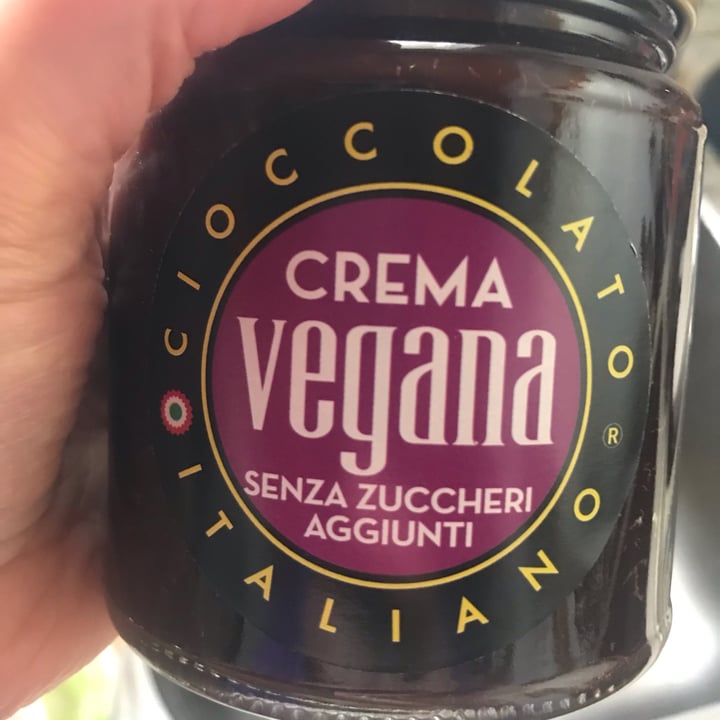 CIOCCOLATO
CREMA
vegana
SENZA ZUCCHERI
AGGIUNTI
ITALIANO
®